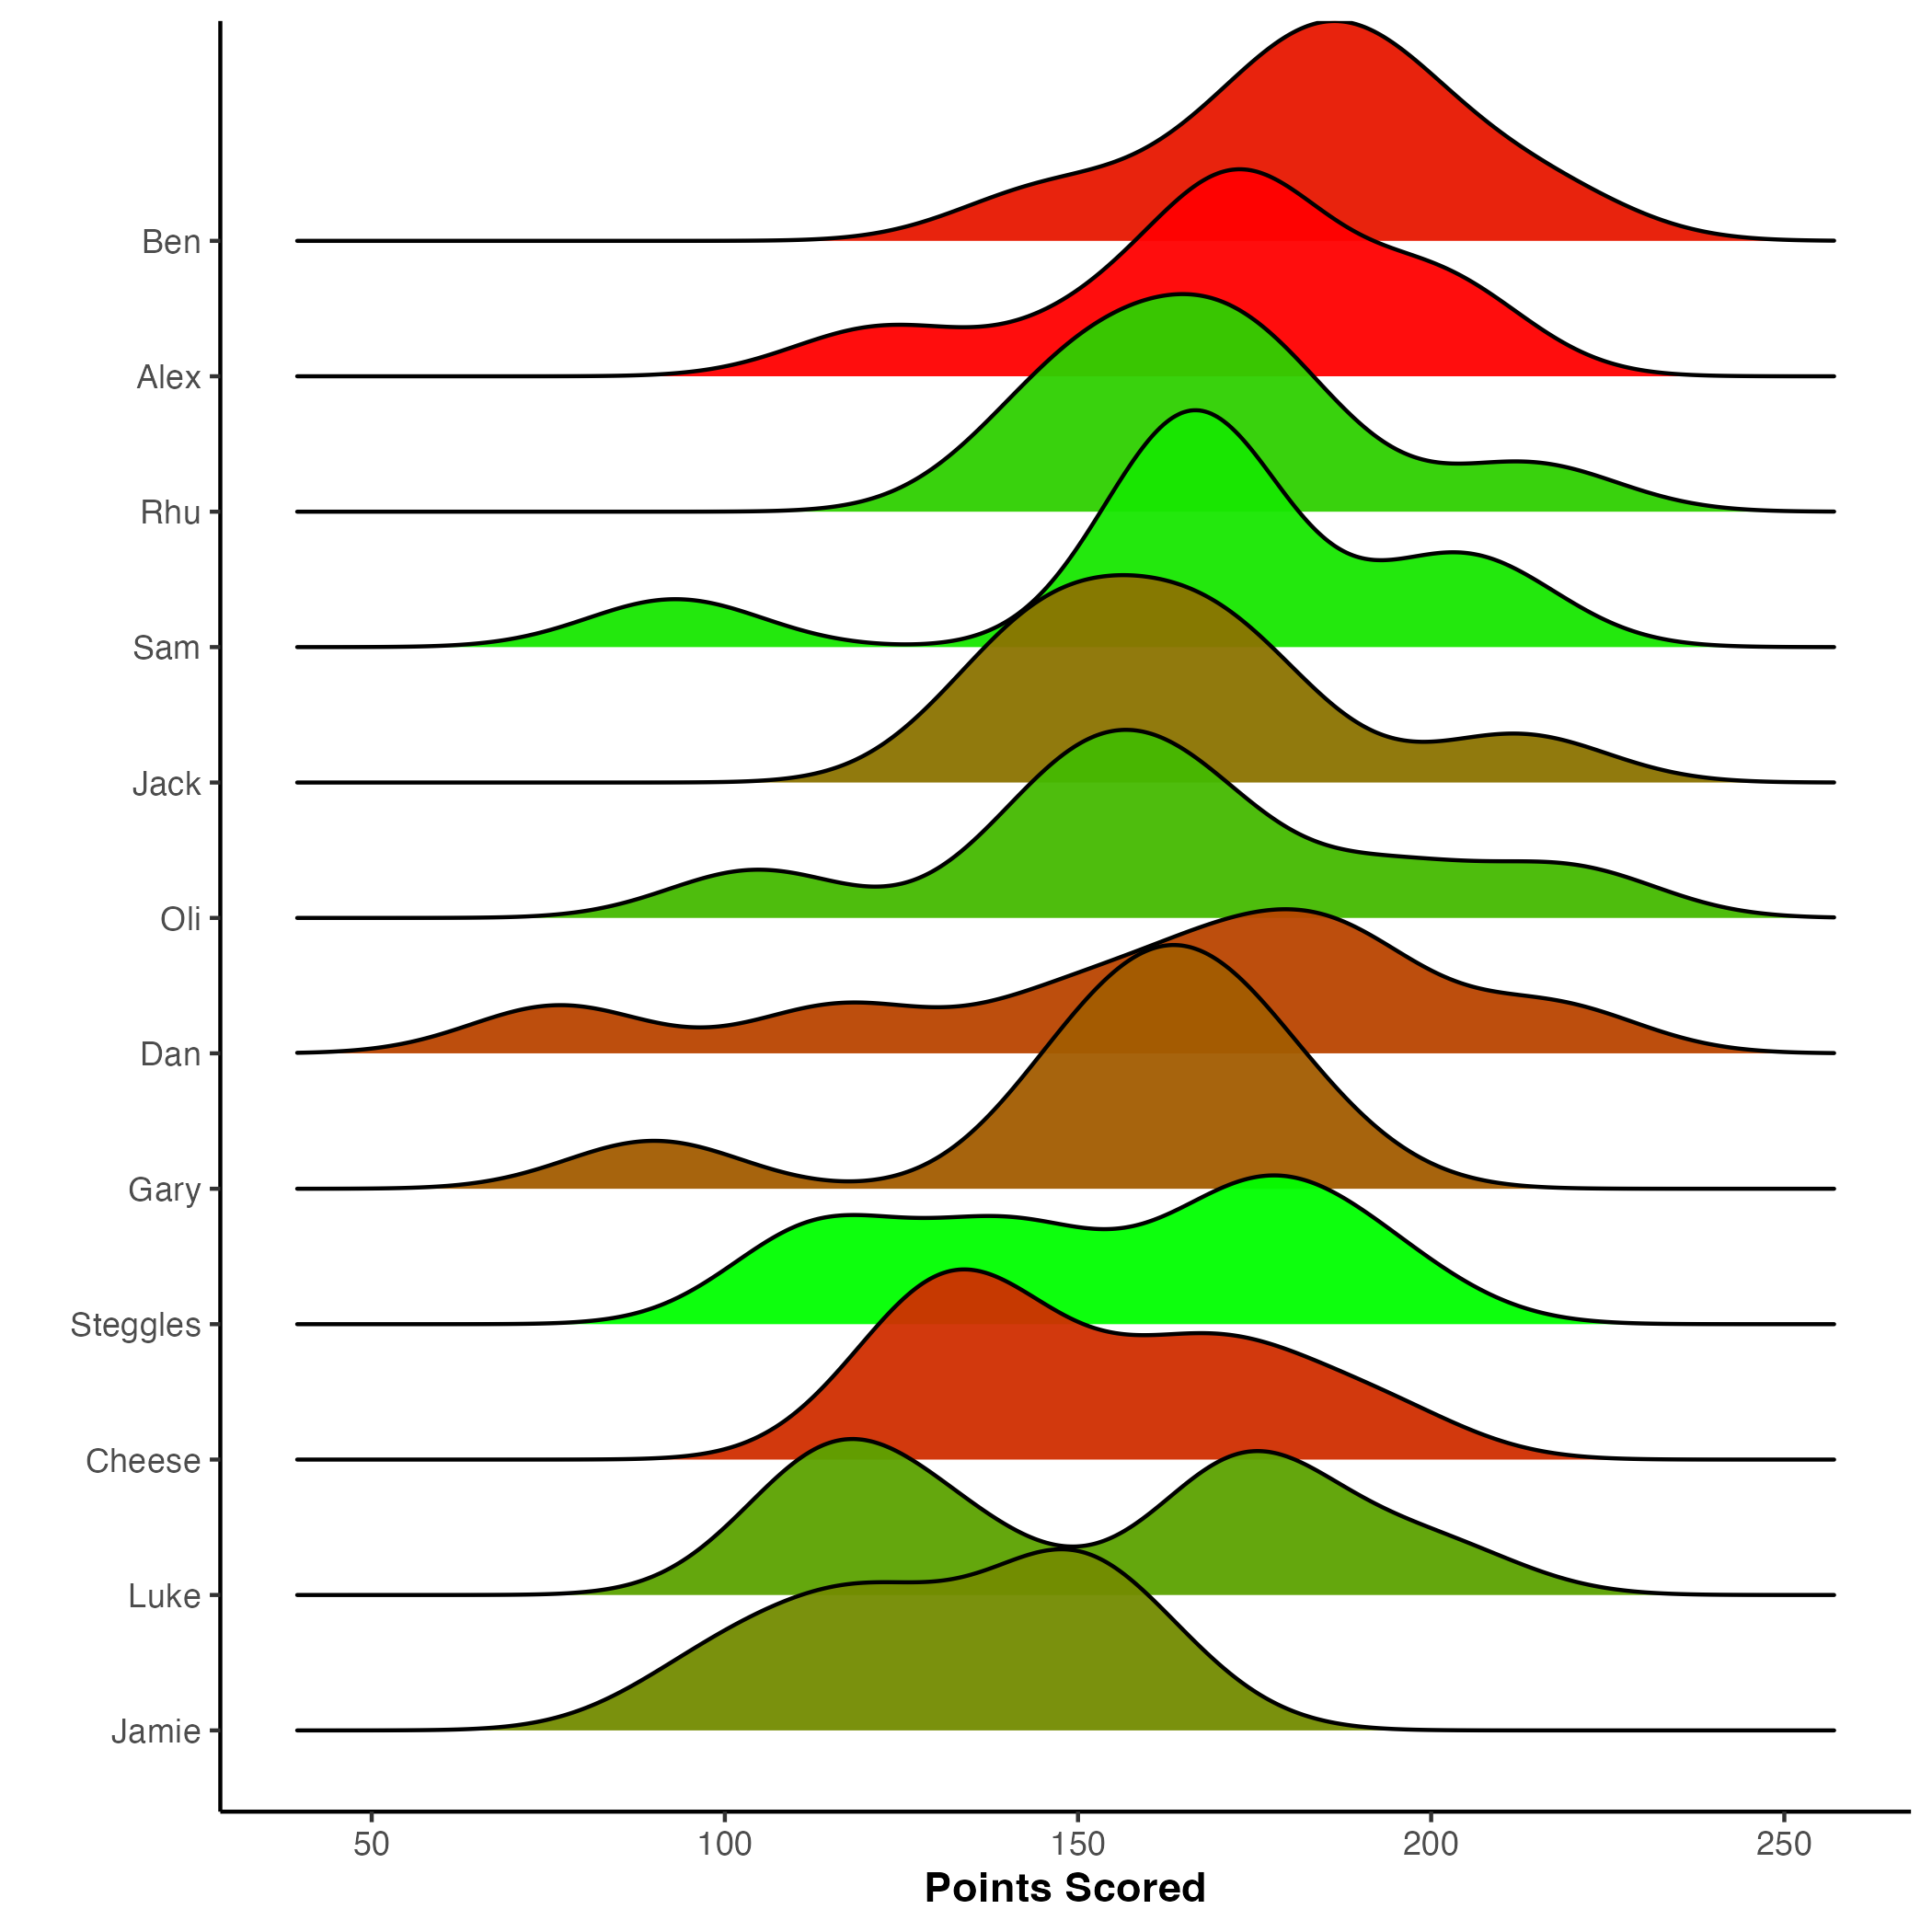 Ben
Alex
Rhu
Sam
Jack
Oli
Dan
Gary
Steggles
Cheese
Luke
Jamie
50 100 150 200 250
Points Scored